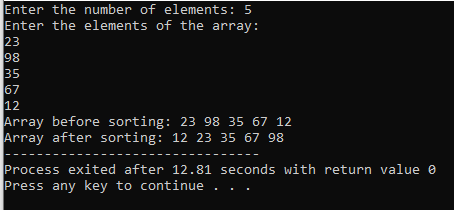 Enter the number of elements: 5
Enter the elements of the array:
23
98
35
67
12
Array before sorting: 23 98 35 67 12
Array after sorting: 12 23 35 67 98
--------------------------------
Process exited after 12.81 seconds with return value 0
Press any key to continue . . .